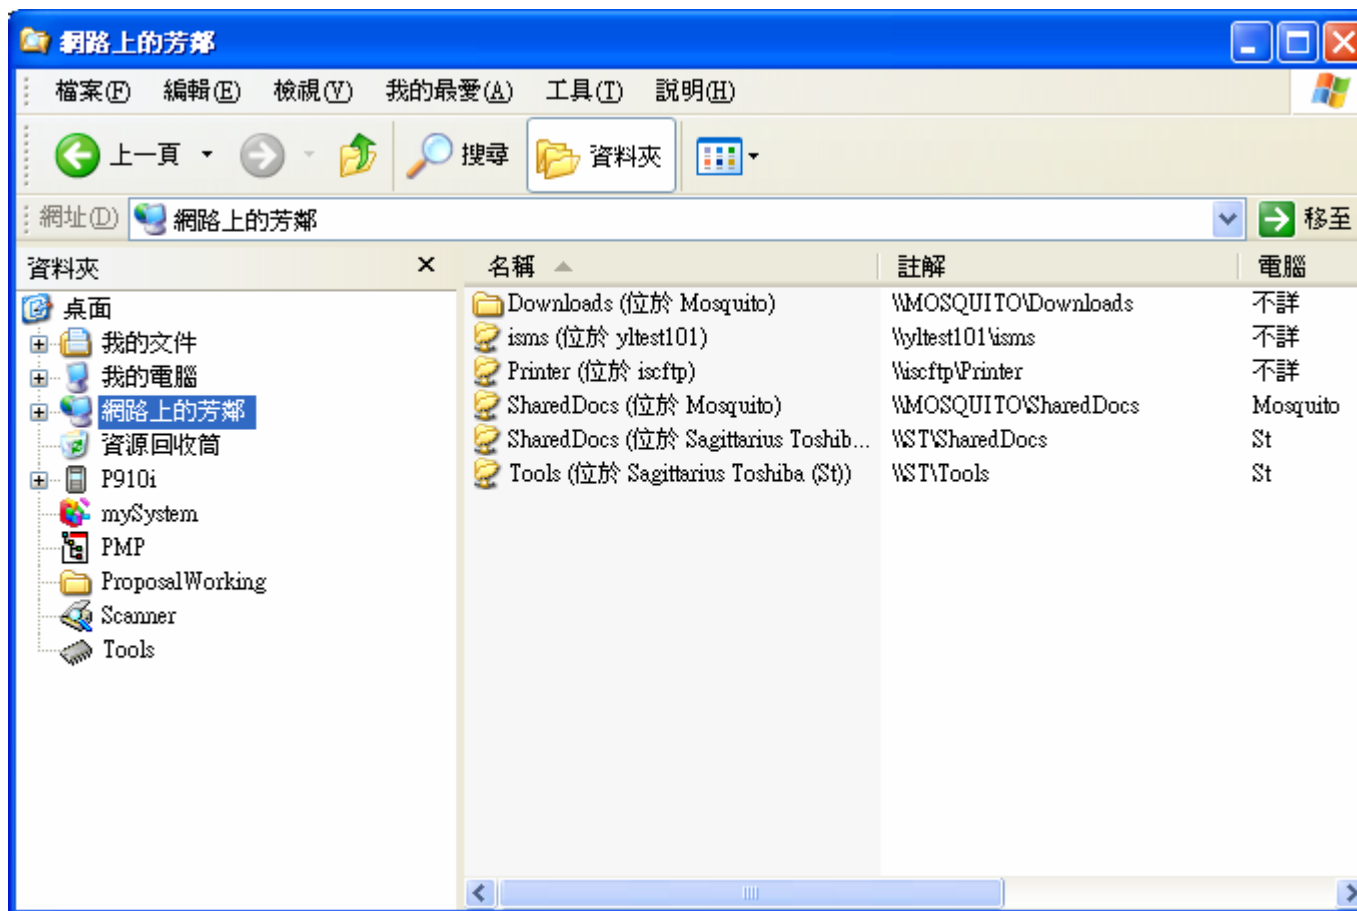 網路上的芳鄰
檔案(F) 編輯(E) 檢視(V) 我的最愛(A) 工具(T) 說明(H)
上一頁 搜尋 資料夾
網址(D) 網路上的芳鄰 移至
資料夾 名稱 註解 電腦
桌面
我的文件
我的電腦
網路上的芳鄰
資源回收筒
P910i
mySystem
PMP
ProposalWorking
Scanner
Tools
Downloads (位於 Mosquito) \\MOSQUITO\Downloads 不詳
isms (位於 yltest101) \\yltest101\isms 不詳
Printer (位於 iscftp) \\iscftp\Printer 不詳
SharedDocs (位於 Mosquito) \\MOSQUITO\SharedDocs Mosquito
SharedDocs (位於 Sagittarius Toshib... \\ST\SharedDocs St
Tools (位於 Sagittarius Toshiba (St)) \\ST\Tools St